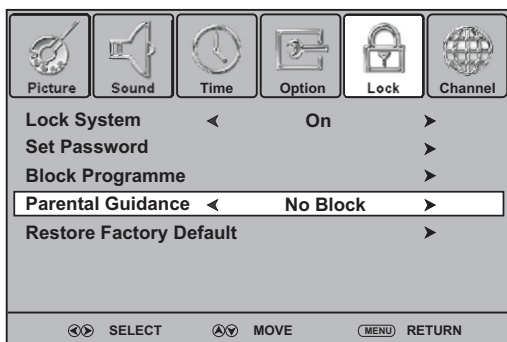 Picture Sound Time Option Lock Channel
Lock System On
Set Password
Block Programme
Parental Guidance No Block
Restore Factory Default
SELECT MOVE MENU RETURN